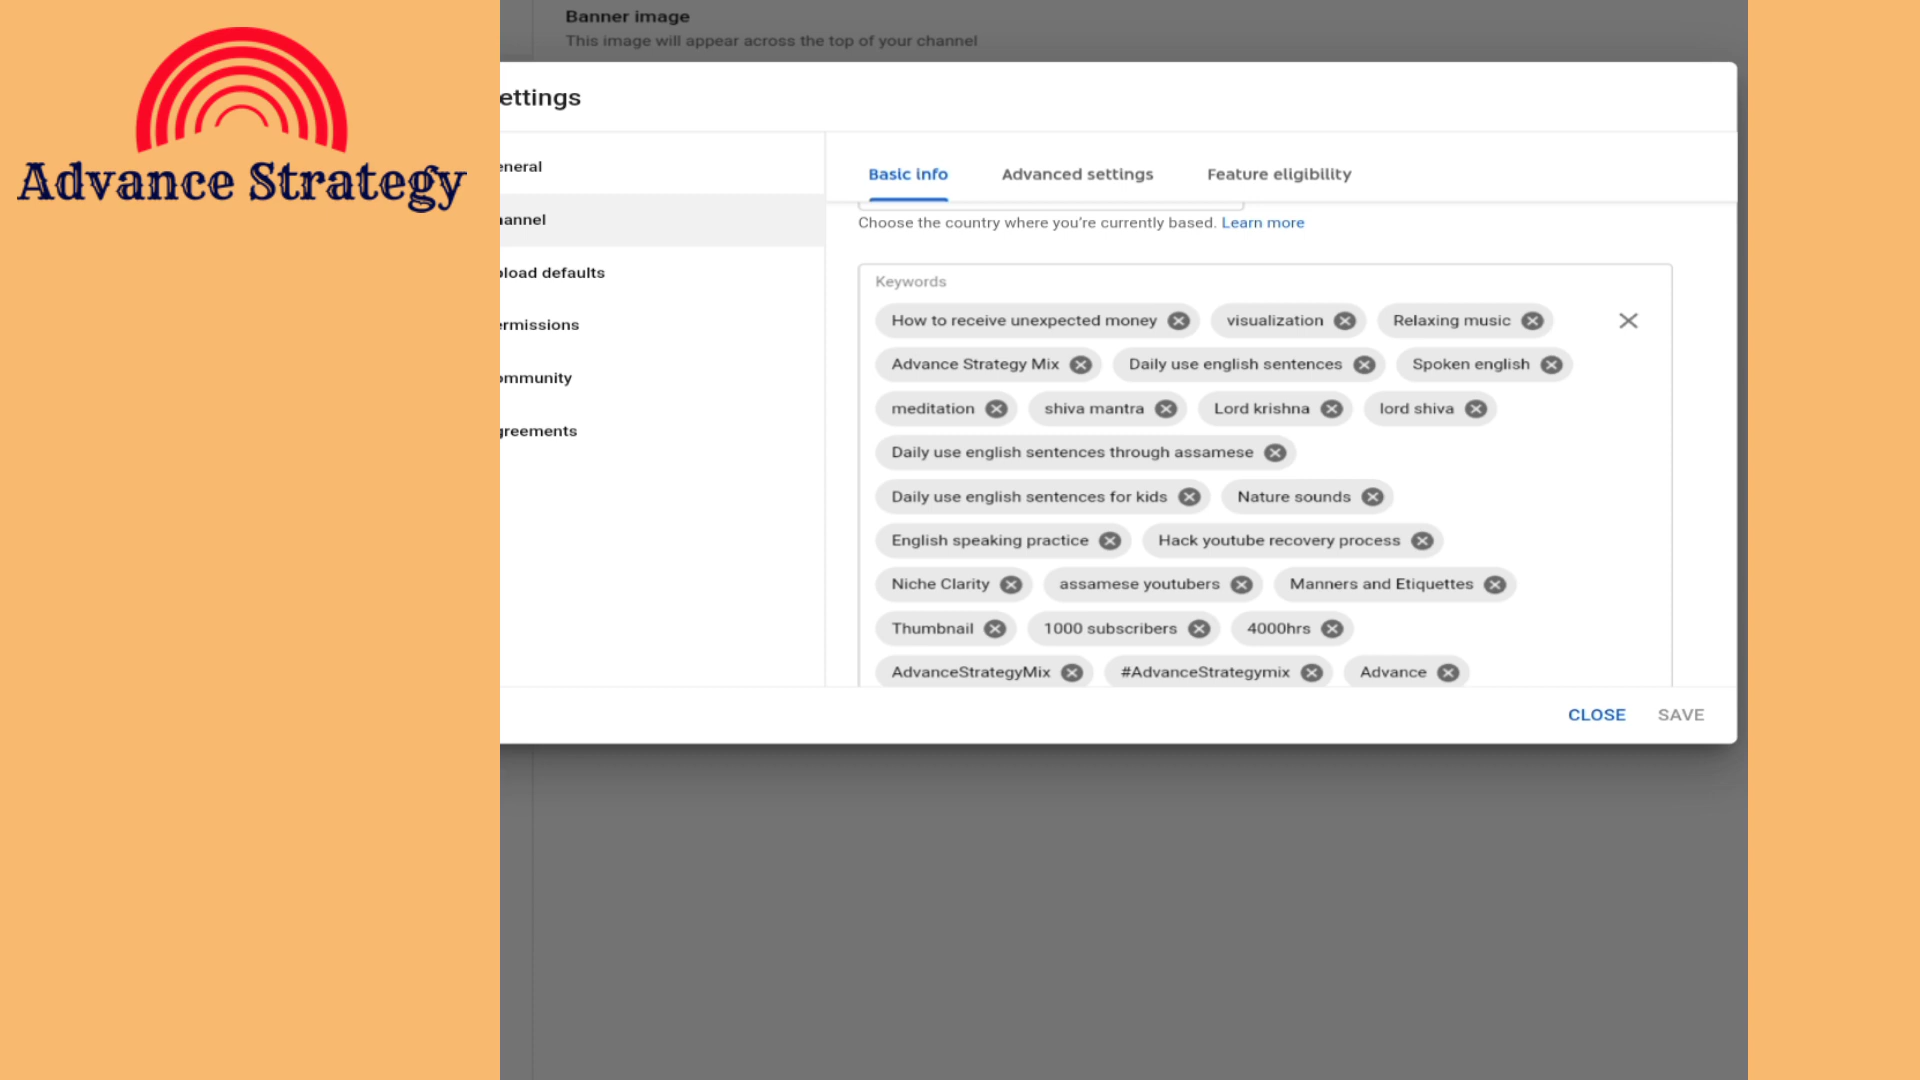 Advance Strategy
Banner image
This image will appear across the top of your channel
ettings
eneral
annel
load defaults
ermissions
ommunity
greements
Basic info Advanced settings Feature eligibility
Choose the country where you're currently based. Learn more
Keywords
How to receive unexpected money visualization Relaxing music
Advance Strategy Mix Daily use english sentences Spoken english
meditation shiva mantra Lord krishna lord shiva
Daily use english sentences through assamese
Daily use english sentences for kids Nature sounds
English speaking practice Hack youtube recovery process
Niche Clarity assamese youtubers Manners and Etiquettes
Thumbnail 1000 subscribers 4000hrs
AdvanceStrategyMix #AdvanceStrategymix Advance
CLOSE SAVE